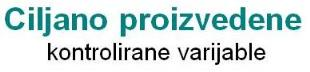 Ciljano proizvedene
kontrolirane varijable